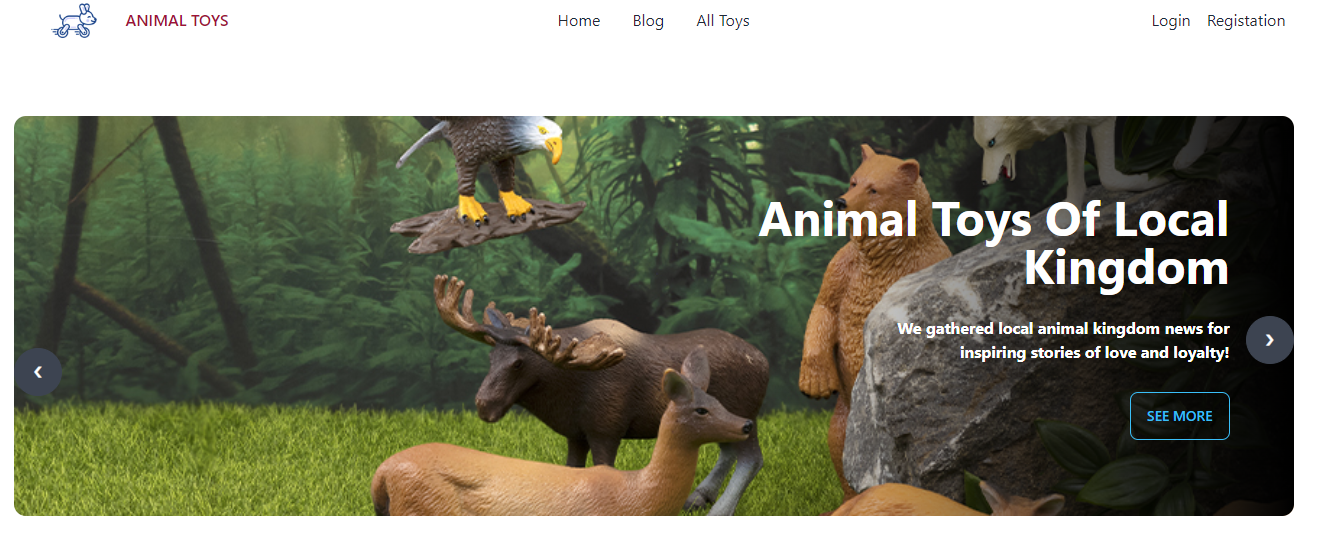 ANIMAL TOYS
Home
Blog
All Toys
Login
Registation
Animal Toys Of Local
Kingdom
We gathered local animal kingdom news for
inspiring stories of love and loyalty!
SEE MORE